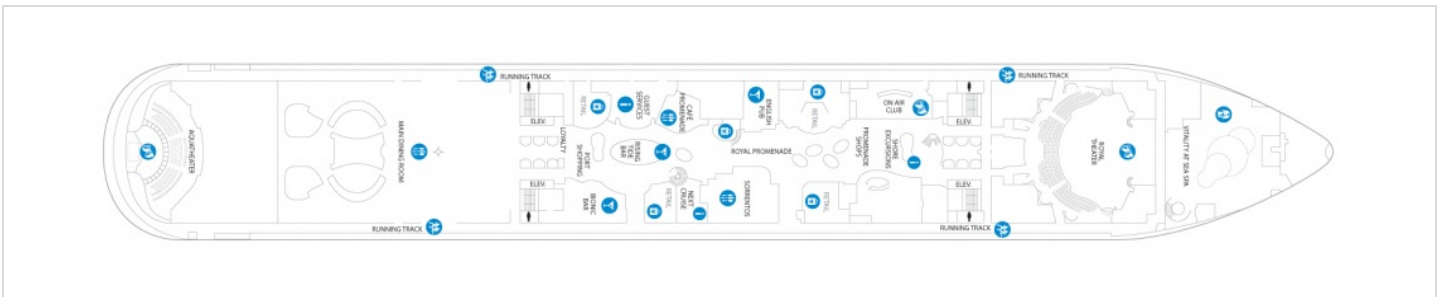 RUNNING TRACK
RUNNING TRACK
AQUATHEATER
MAIN DINING ROOM
ELEV.
LOYALTY
PORT
SHOPPING
RETAIL
GUEST
SERVICES
CAFE
PROMENADE
ENGLISH
PUB
RETAIL
ON AIR
CLUB
ELEV.
RISING
TIDE
BAR
ROYAL PROMENADE
PROMENADE
SHOPS
SHORE
EXCURSIONS
ROYAL
THEATER
VITALITY AT SEA SPA
ELEV.
BIONIC
BAR
RETAIL
NEXT
CRUISE
SORRENTOS
RETAIL
ELEV.
RUNNING TRACK
RUNNING TRACK